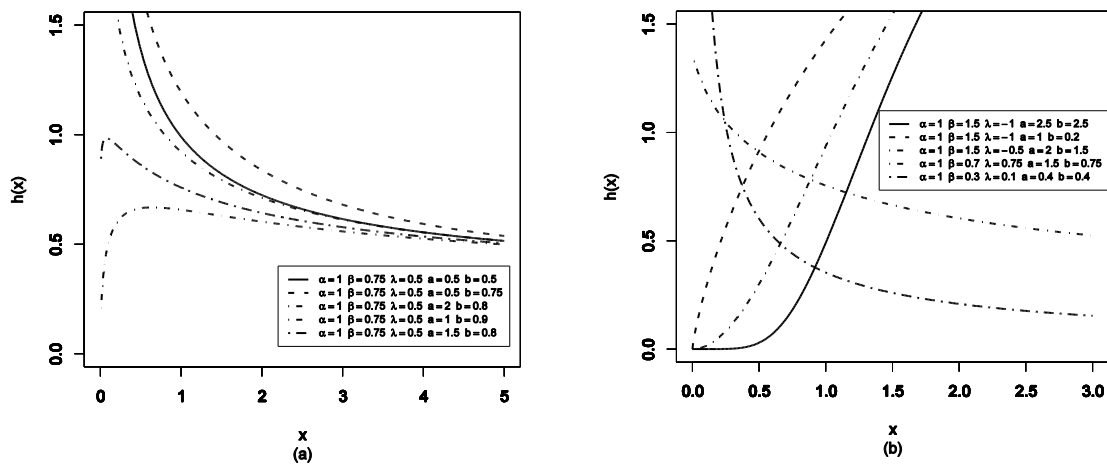 h(x)
1.5
1.0
0.5
0.0
α=1 β=0.75 λ=0.5 a=0.5 b=0.5
α=1 β=0.75 λ=0.5 a=0.5 b=0.75
α=1 β=0.75 λ=0.5 a=2 b=0.8
α=1 β=0.75 λ=0.5 a=1 b=0.9
α=1 β=0.75 λ=0.5 a=1.5 b=0.8
0 1 2 3 4 5
x
(a)
h(x)
1.5
1.0
0.5
0.0
α=1 β=1.5 λ=−1 a=2.5 b=2.5
α=1 β=1.5 λ=−1 a=1 b=0.2
α=1 β=1.5 λ=−0.5 a=2 b=1.5
α=1 β=0.7 λ=0.75 a=1.5 b=0.75
α=1 β=0.3 λ=0.1 a=0.4 b=0.4
0.0 0.5 1.0 1.5 2.0 2.5 3.0
x
(b)